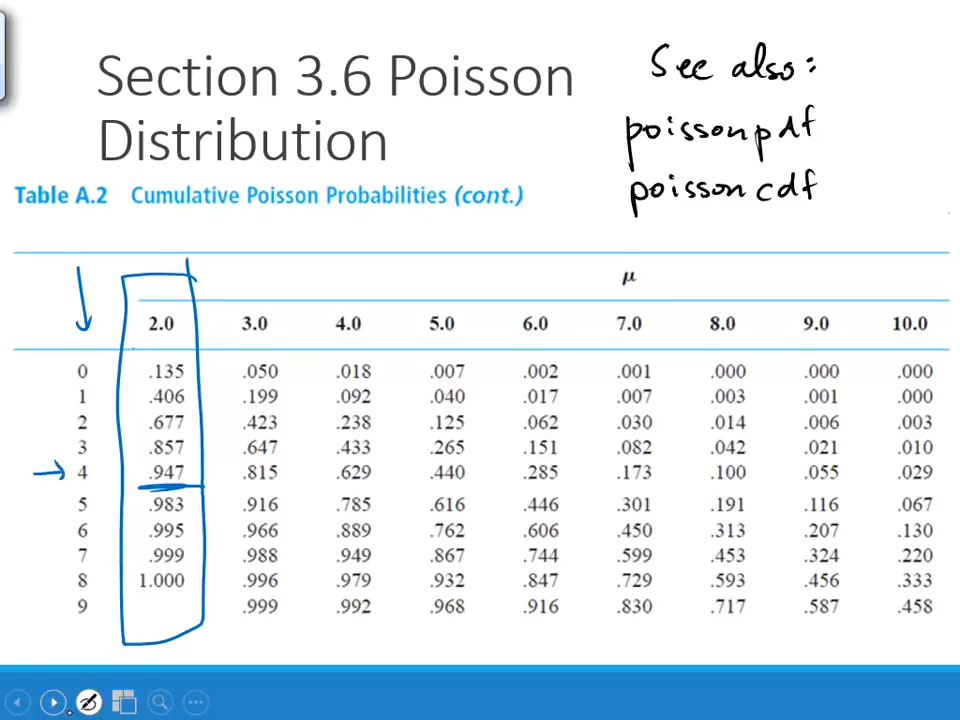 Section 3.6 Poisson
Distribution
See also:
poissonpdf
poissoncdf
Table A.2 Cumulative Poisson Probabilities (cont.)
μ
2.0 3.0 4.0 5.0 6.0 7.0 8.0 9.0 10.0
0 .135 .050 .018 .007 .002 .001 .000 .000 .000
1 .406 .199 .092 .040 .017 .007 .003 .001 .000
2 .677 .423 .238 .125 .062 .030 .014 .006 .003
3 .857 .647 .433 .265 .151 .082 .042 .021 .010
4 .947 .815 .629 .440 .285 .173 .100 .055 .029
5 .983 .916 .785 .616 .446 .301 .191 .116 .067
6 .995 .966 .889 .762 .606 .450 .313 .207 .130
7 .999 .988 .949 .867 .744 .599 .453 .324 .220
8 1.000 .996 .979 .932 .847 .729 .593 .456 .333
9 .999 .992 .968 .916 .830 .717 .587 .458